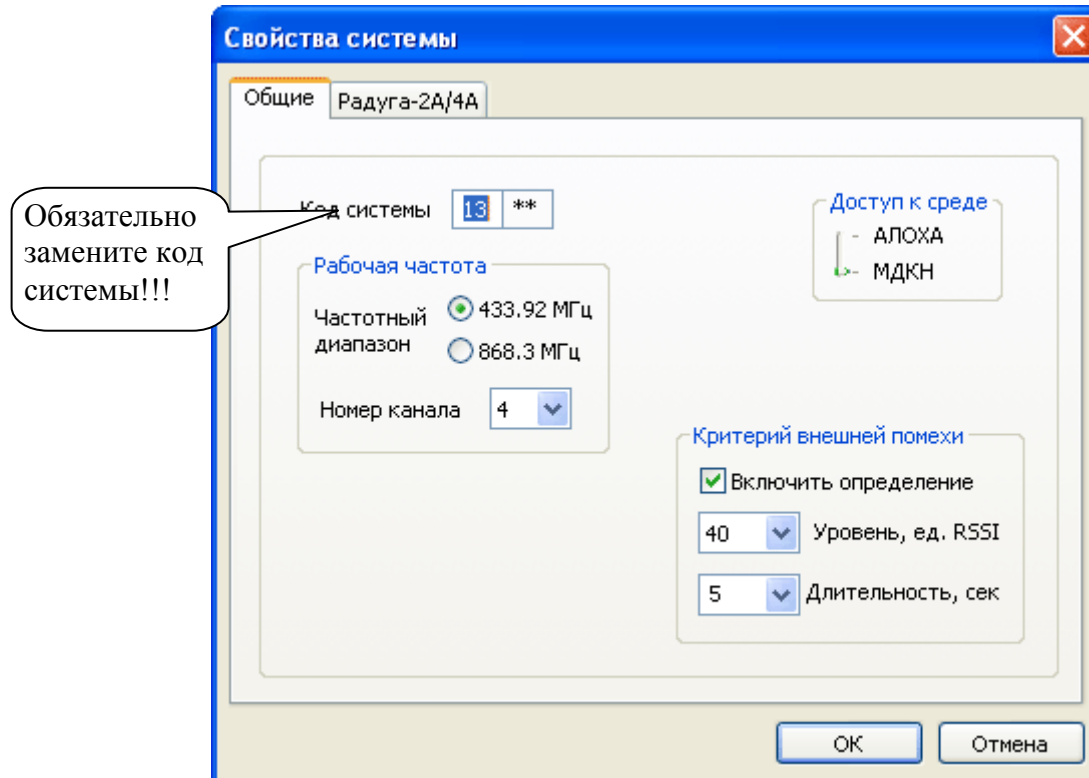 Свойства системы
Общие
Радуга-2А/4А
Обязательно
замените код
системы!!!
Код системы 13 **
Доступ к среде
АЛОХА
МДКН
Рабочая частота
Частотный
диапазон
433.92 МГц
868.3 МГц
Номер канала 4
Критерий внешней помехи
Включить определение
40 Уровень, ед. RSSI
5 Длительность, сек
ОК
Отмена